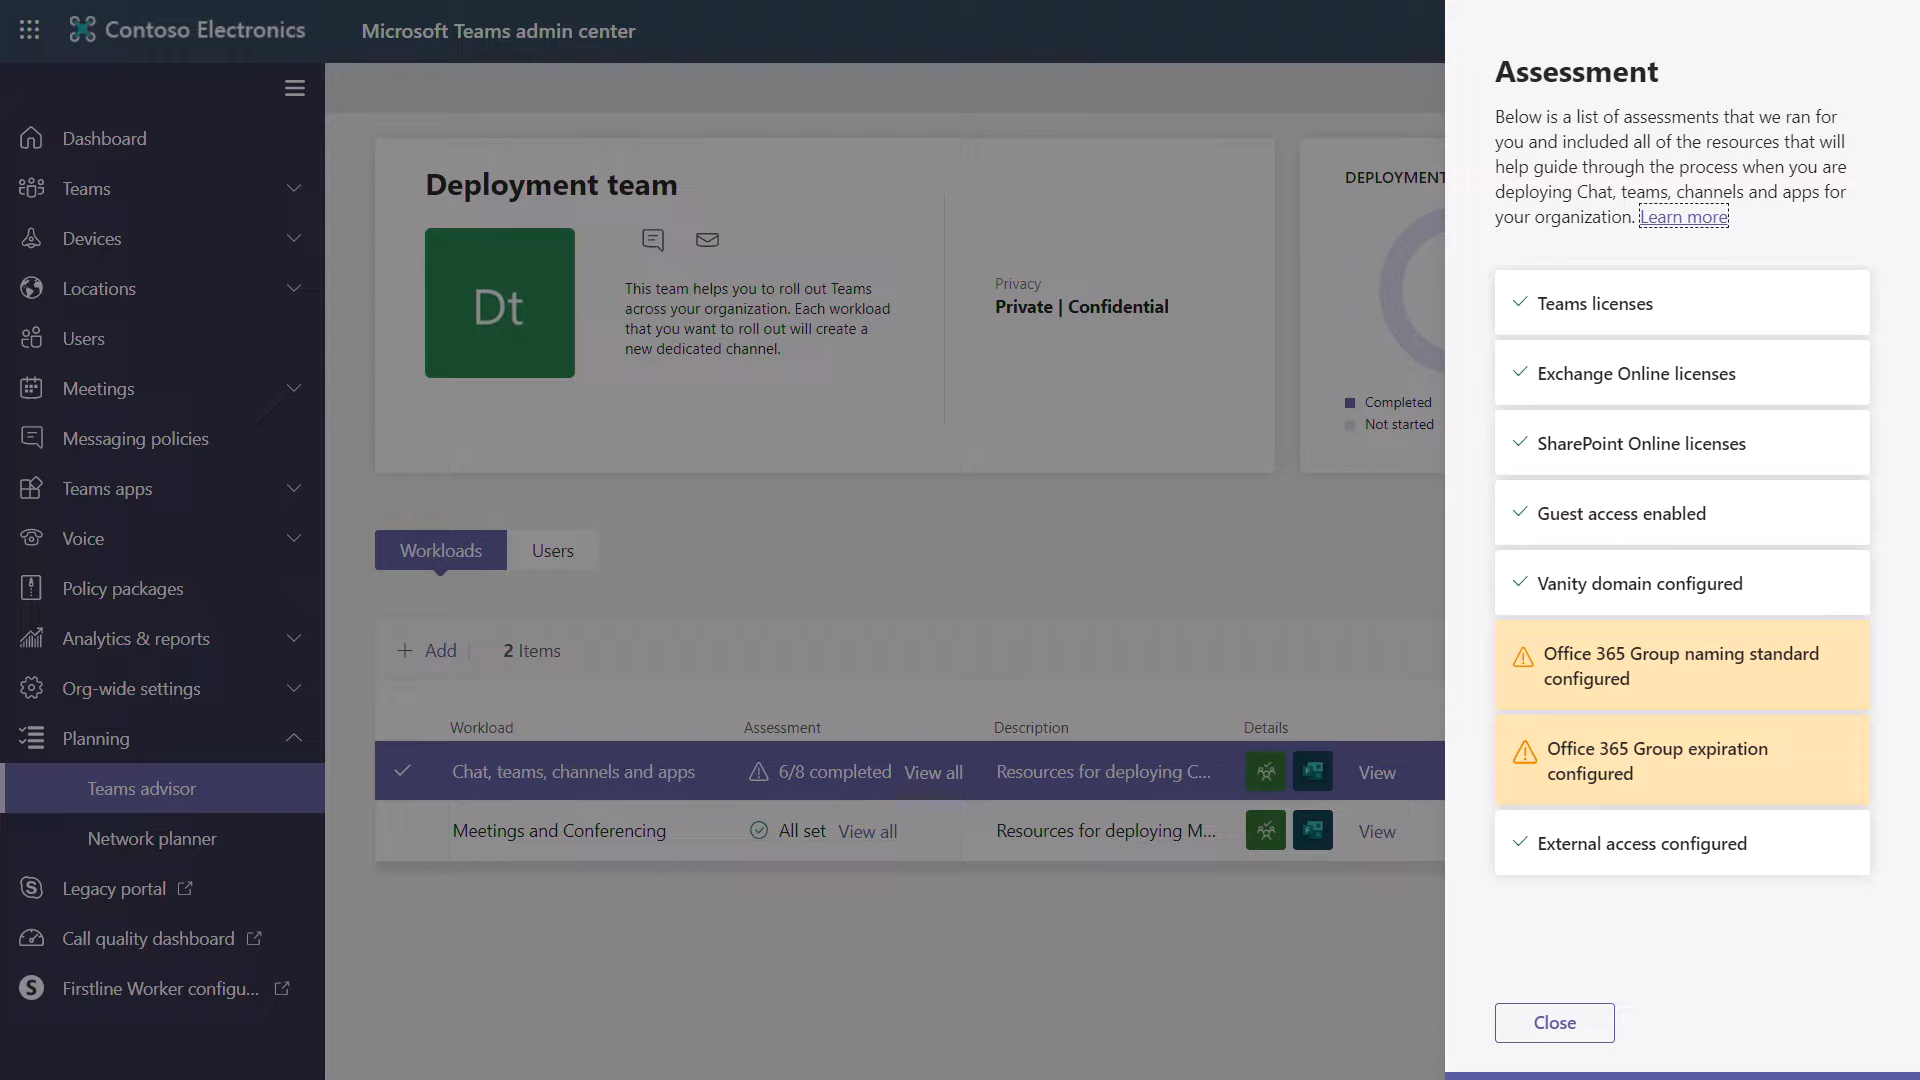 Contoso Electronics
Microsoft Teams admin center
Dashboard
Teams
Devices
Locations
Users
Meetings
Messaging policies
Teams apps
Voice
Policy packages
Analytics & reports
Org-wide settings
Planning
Teams advisor
Network planner
Legacy portal
Call quality dashboard
Firstline Worker configu...
Deployment team
Dt
This team helps you to roll out Teams
across your organization. Each workload
that you want to roll out will create a
new dedicated channel.
Privacy
Private | Confidential
DEPLOYMENT
Completed
Not started
Workloads
Users
Add
2 Items
Workload Assessment Description Details
Chat, teams, channels and apps 6/8 completed View all Resources for deploying C... View
Meetings and Conferencing All set View all Resources for deploying M... View
Assessment
Below is a list of assessments that we ran for
you and included all of the resources that will
help guide through the process when you are
deploying Chat, teams, channels and apps for
your organization. Learn more
Teams licenses
Exchange Online licenses
SharePoint Online licenses
Guest access enabled
Vanity domain configured
Office 365 Group naming standard
configured
Office 365 Group expiration
configured
External access configured
Close